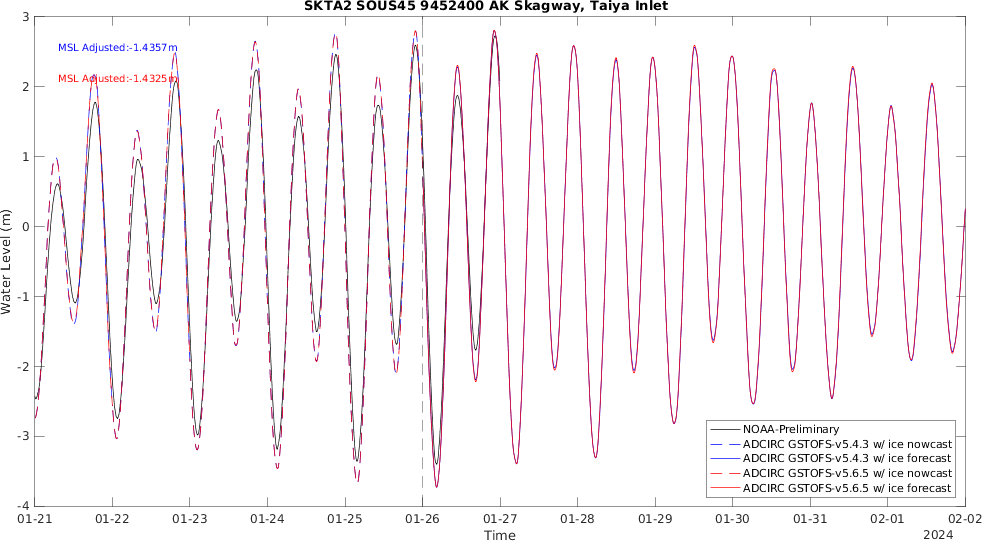 SKTA2 SOUS45 9452400 AK Skagway, Taiya Inlet
3
2
1
0
-1
-2
-3
-4
Water Level (m)
MSL Adjusted:-1.4357m
MSL Adjusted:-1.4325m
NOAA-Preliminary
ADCIRC GSTOFS-v5.4.3 w/ ice nowcast
ADCIRC GSTOFS-v5.4.3 w/ ice forecast
ADCIRC GSTOFS-v5.6.5 w/ ice nowcast
ADCIRC GSTOFS-v5.6.5 w/ ice forecast
01-21 01-22 01-23 01-24 01-25 01-26 01-27 01-28 01-29 01-30 01-31 02-01 02-02
Time
2024